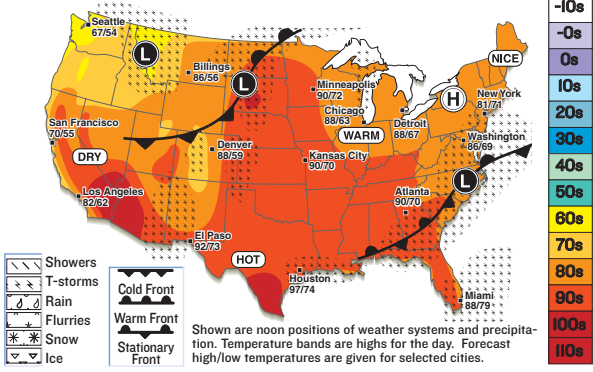 -10s
-0s
0s
10s
20s
30s
40s
50s
60s
70s
80s
90s
100s
110s
Seattle
67/54
L
Billings
86/56
L
Minneapolis
90/72
NICE
H
New York
81/71
Chicago
88/63
Detroit
88/67
WARM
San Francisco
70/55
DRY
Denver
88/59
Kansas City
90/70
Washington
86/69
L
Los Angeles
82/62
Atlanta
90/70
El Paso
92/73
HOT
Houston
97/74
Miami
88/79
Showers
T-storms
Rain
Flurries
Snow
Ice
Cold Front
Warm Front
Stationary
Front
Shown are noon positions of weather systems and precipita-
tion. Temperature bands are highs for the day. Forecast
high/low temperatures are given for selected cities.